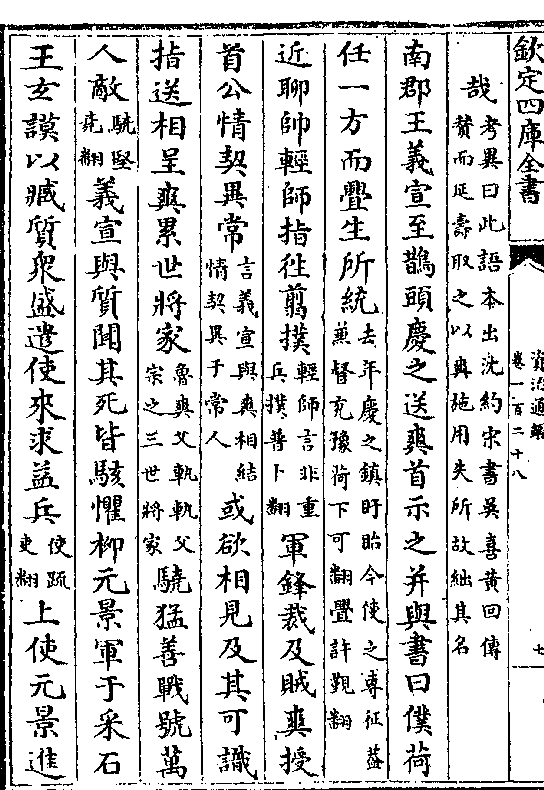 欽定四庫全書
資治通鑑
卷一百二十八
七
哉考異曰此語本出沈約宋書吳喜黃回傳
贊而延壽取之以爽施用失所故絀其名
南郡王義宣至鵲頭慶之送爽首示之并與書曰僕荷
任一方而舋生所統去年慶之鎮盱眙今使之專征葢
兼督兗豫荷下可翻舋許覲翻
近聊帥輕師指徃翦撲輕師言非重
兵撲普卜翻軍鋒裁及賊爽授
首公情契異常言義宣與爽相結
情契異于常人或欲相見及其可識
指送相呈爽累世將家魯爽父軌軌父
宗之三世將家驍猛善戰號萬
人敵驍堅
堯翻義宣與質聞其死皆駭懼柳元景軍于采石
王玄謨以臧質衆盛遣使來求益兵使疏
吏翻上使元景進